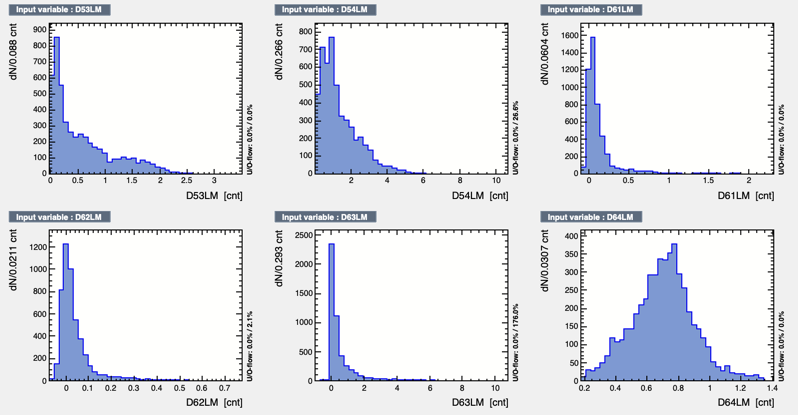 Input variable : D53LM
dN/0.088 cnt
900
800
700
600
500
400
300
200
100
0
0 0.5 1 1.5 2 2.5 3
D53LM [cnt]
U/O-flow: 0.0% / 0.0%
Input variable : D54LM
dN/0.266 cnt
800
700
600
500
400
300
200
100
0
2 4 6 8 10
D54LM [cnt]
U/O-flow: 0.0% / 26.6%
Input variable : D61LM
dN/0.0604 cnt
1600
1400
1200
1000
800
600
400
200
0
0 0.5 1 1.5 2
D61LM [cnt]
U/O-flow: 0.0% / 0.0%
Input variable : D62LM
dN/0.0211 cnt
1200
1000
800
600
400
200
0
0 0.1 0.2 0.3 0.4 0.5 0.6 0.7
D62LM [cnt]
U/O-flow: 0.0% / 2.1%
Input variable : D63LM
dN/0.293 cnt
2500
2000
1500
1000
500
0
0 2 4 6 8 10
D63LM [cnt]
U/O-flow: 0.0% / 176.0%
Input variable : D64LM
dN/0.0307 cnt
400
350
300
250
200
150
100
50
0
0.2 0.4 0.6 0.8 1 1.2 1.4
D64LM [cnt]
U/O-flow: 0.0% / 0.0%